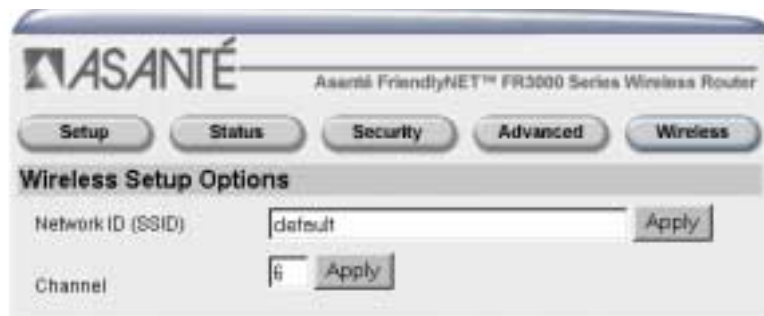 ASANTÉ
Asanté FriendlyNET™ FR3000 Series Wireless Router
Setup Status Security Advanced Wireless
Wireless Setup Options
Network ID (SSID) default Apply
Channel 6 Apply